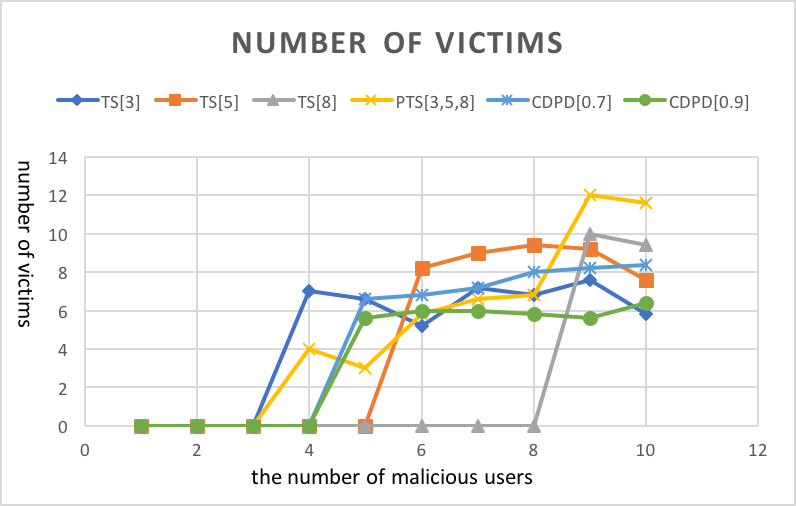 NUMBER OF VICTIMS
TS[3] TS[5] TS[8] PTS[3,5,8] CDPD[0.7] CDPD[0.9]
number of victims
14
12
10
8
6
4
2
0
0 2 4 6 8 10 12
the number of malicious users